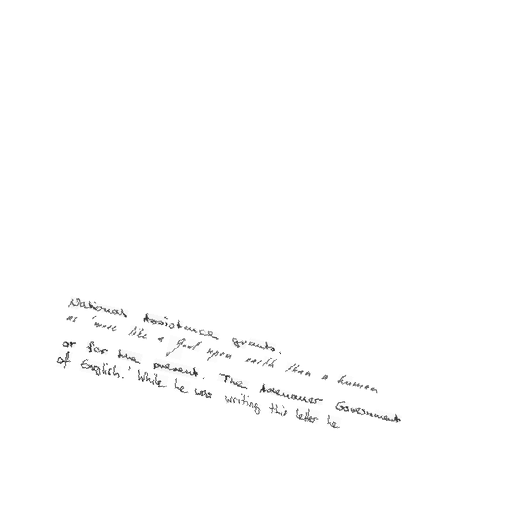 National Assistance grants.
as 'more like a god upon earth than a human
or for the present. The Adenauer Government
of English.' While he was writing this letter he